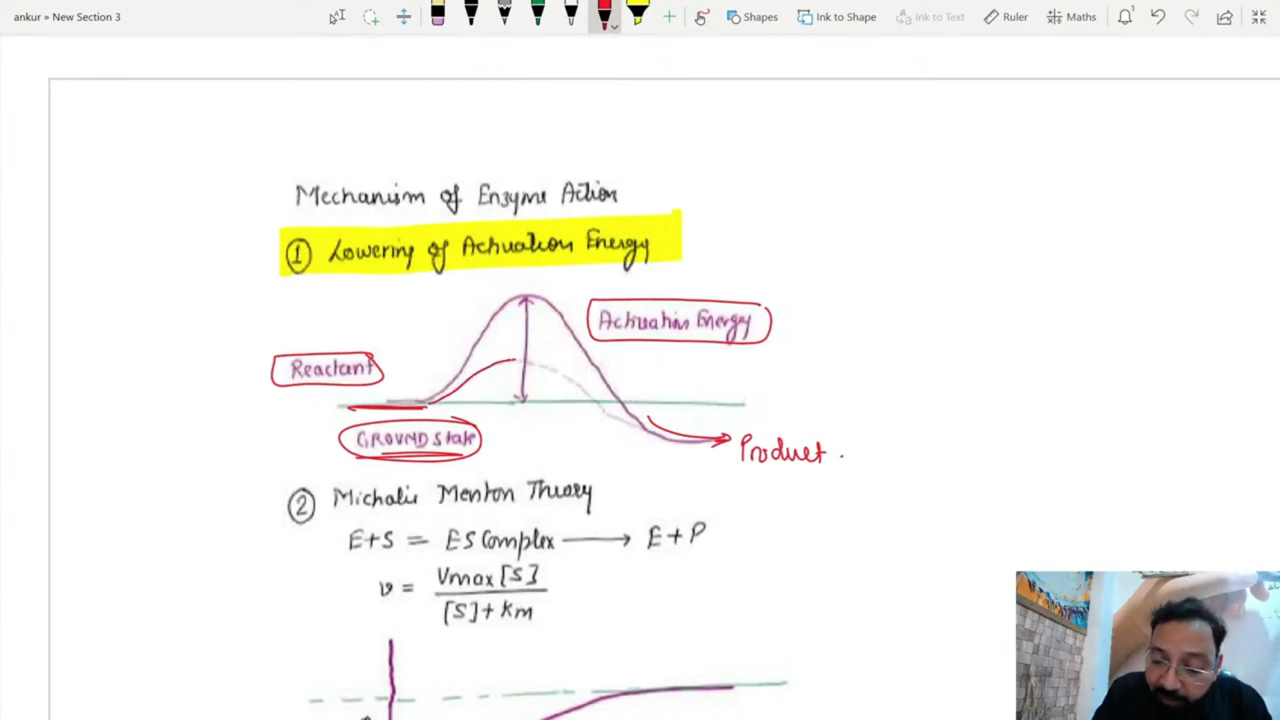 ankur » New Section 3
Shapes
Ink to Shape
Ink to Text
Ruler
Maths
Mechanism of Enzyme Action
① Lowering of Activation Energy
Activation Energy
Reactant
GROUND State
Product .
② Michalis Menton Theory
E+S = ES Complex → E+P
v = Vmax [S]
[S] + km